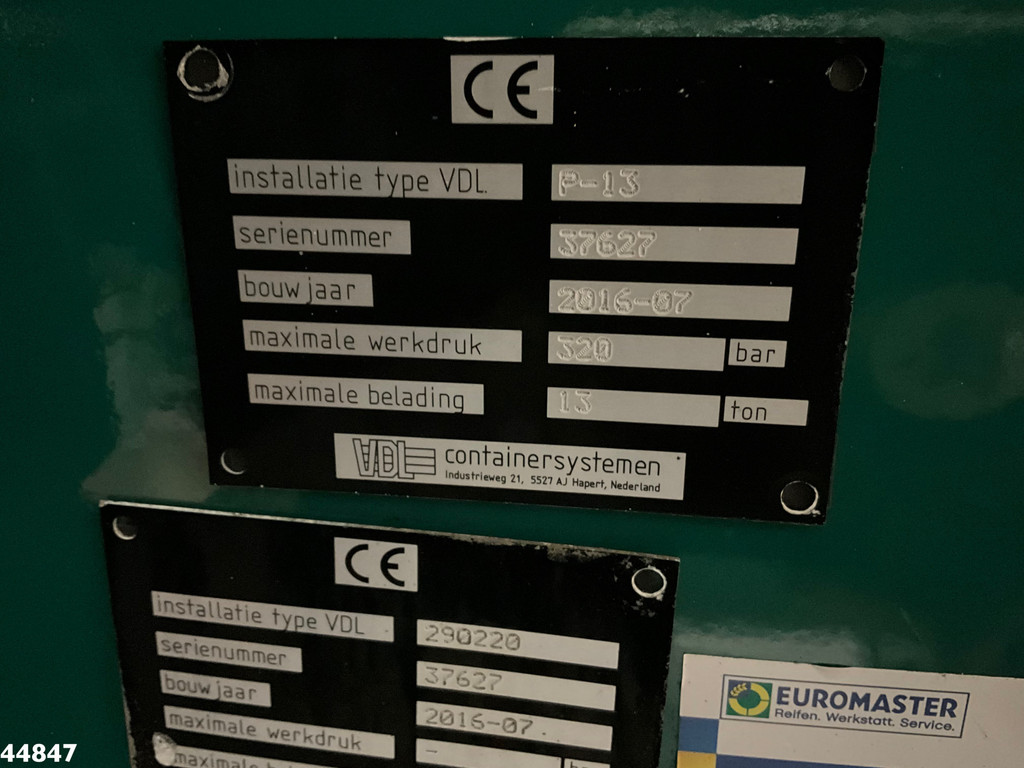 CE
installatie type VDL. P-13
serienummer 37627
bouwjaar 2016-07
maximale werkdruk 320 bar
maximale belading 13 ton
VDL containersystemen
Industrieweg 21, 5527 AJ Hapert, Nederland
CE
installatie type VDL 290220
serienummer 37627
bouwjaar 2016-07.
maximale werkdruk -
maximale
EUROMASTER
Reifen. Werkstatt. Service.
44847